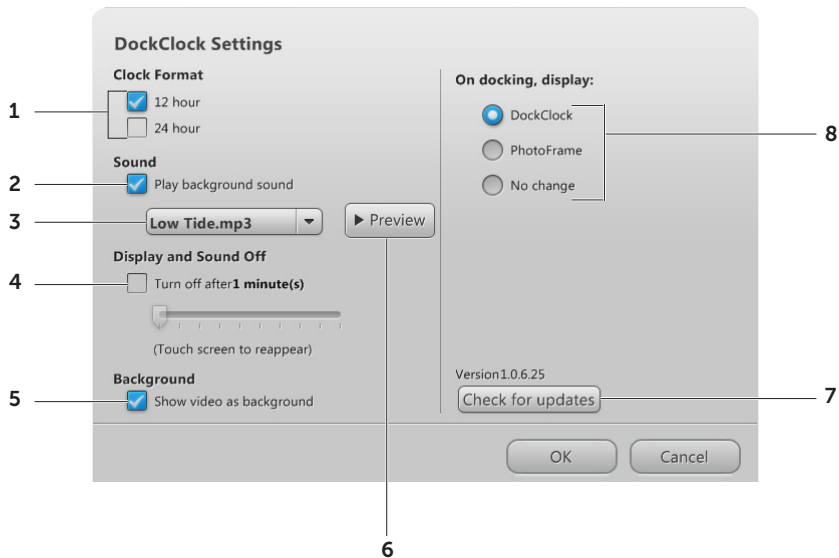 DockClock Settings
Clock Format
1
12 hour
24 hour
Sound
2
Play background sound
3
Low Tide.mp3
Preview
Display and Sound Off
4
Turn off after1 minute(s)
(Touch screen to reappear)
Background
5
Show video as background
On docking, display:
DockClock
8
PhotoFrame
No change
Version1.0.6.25
Check for updates
7
OK
Cancel
6